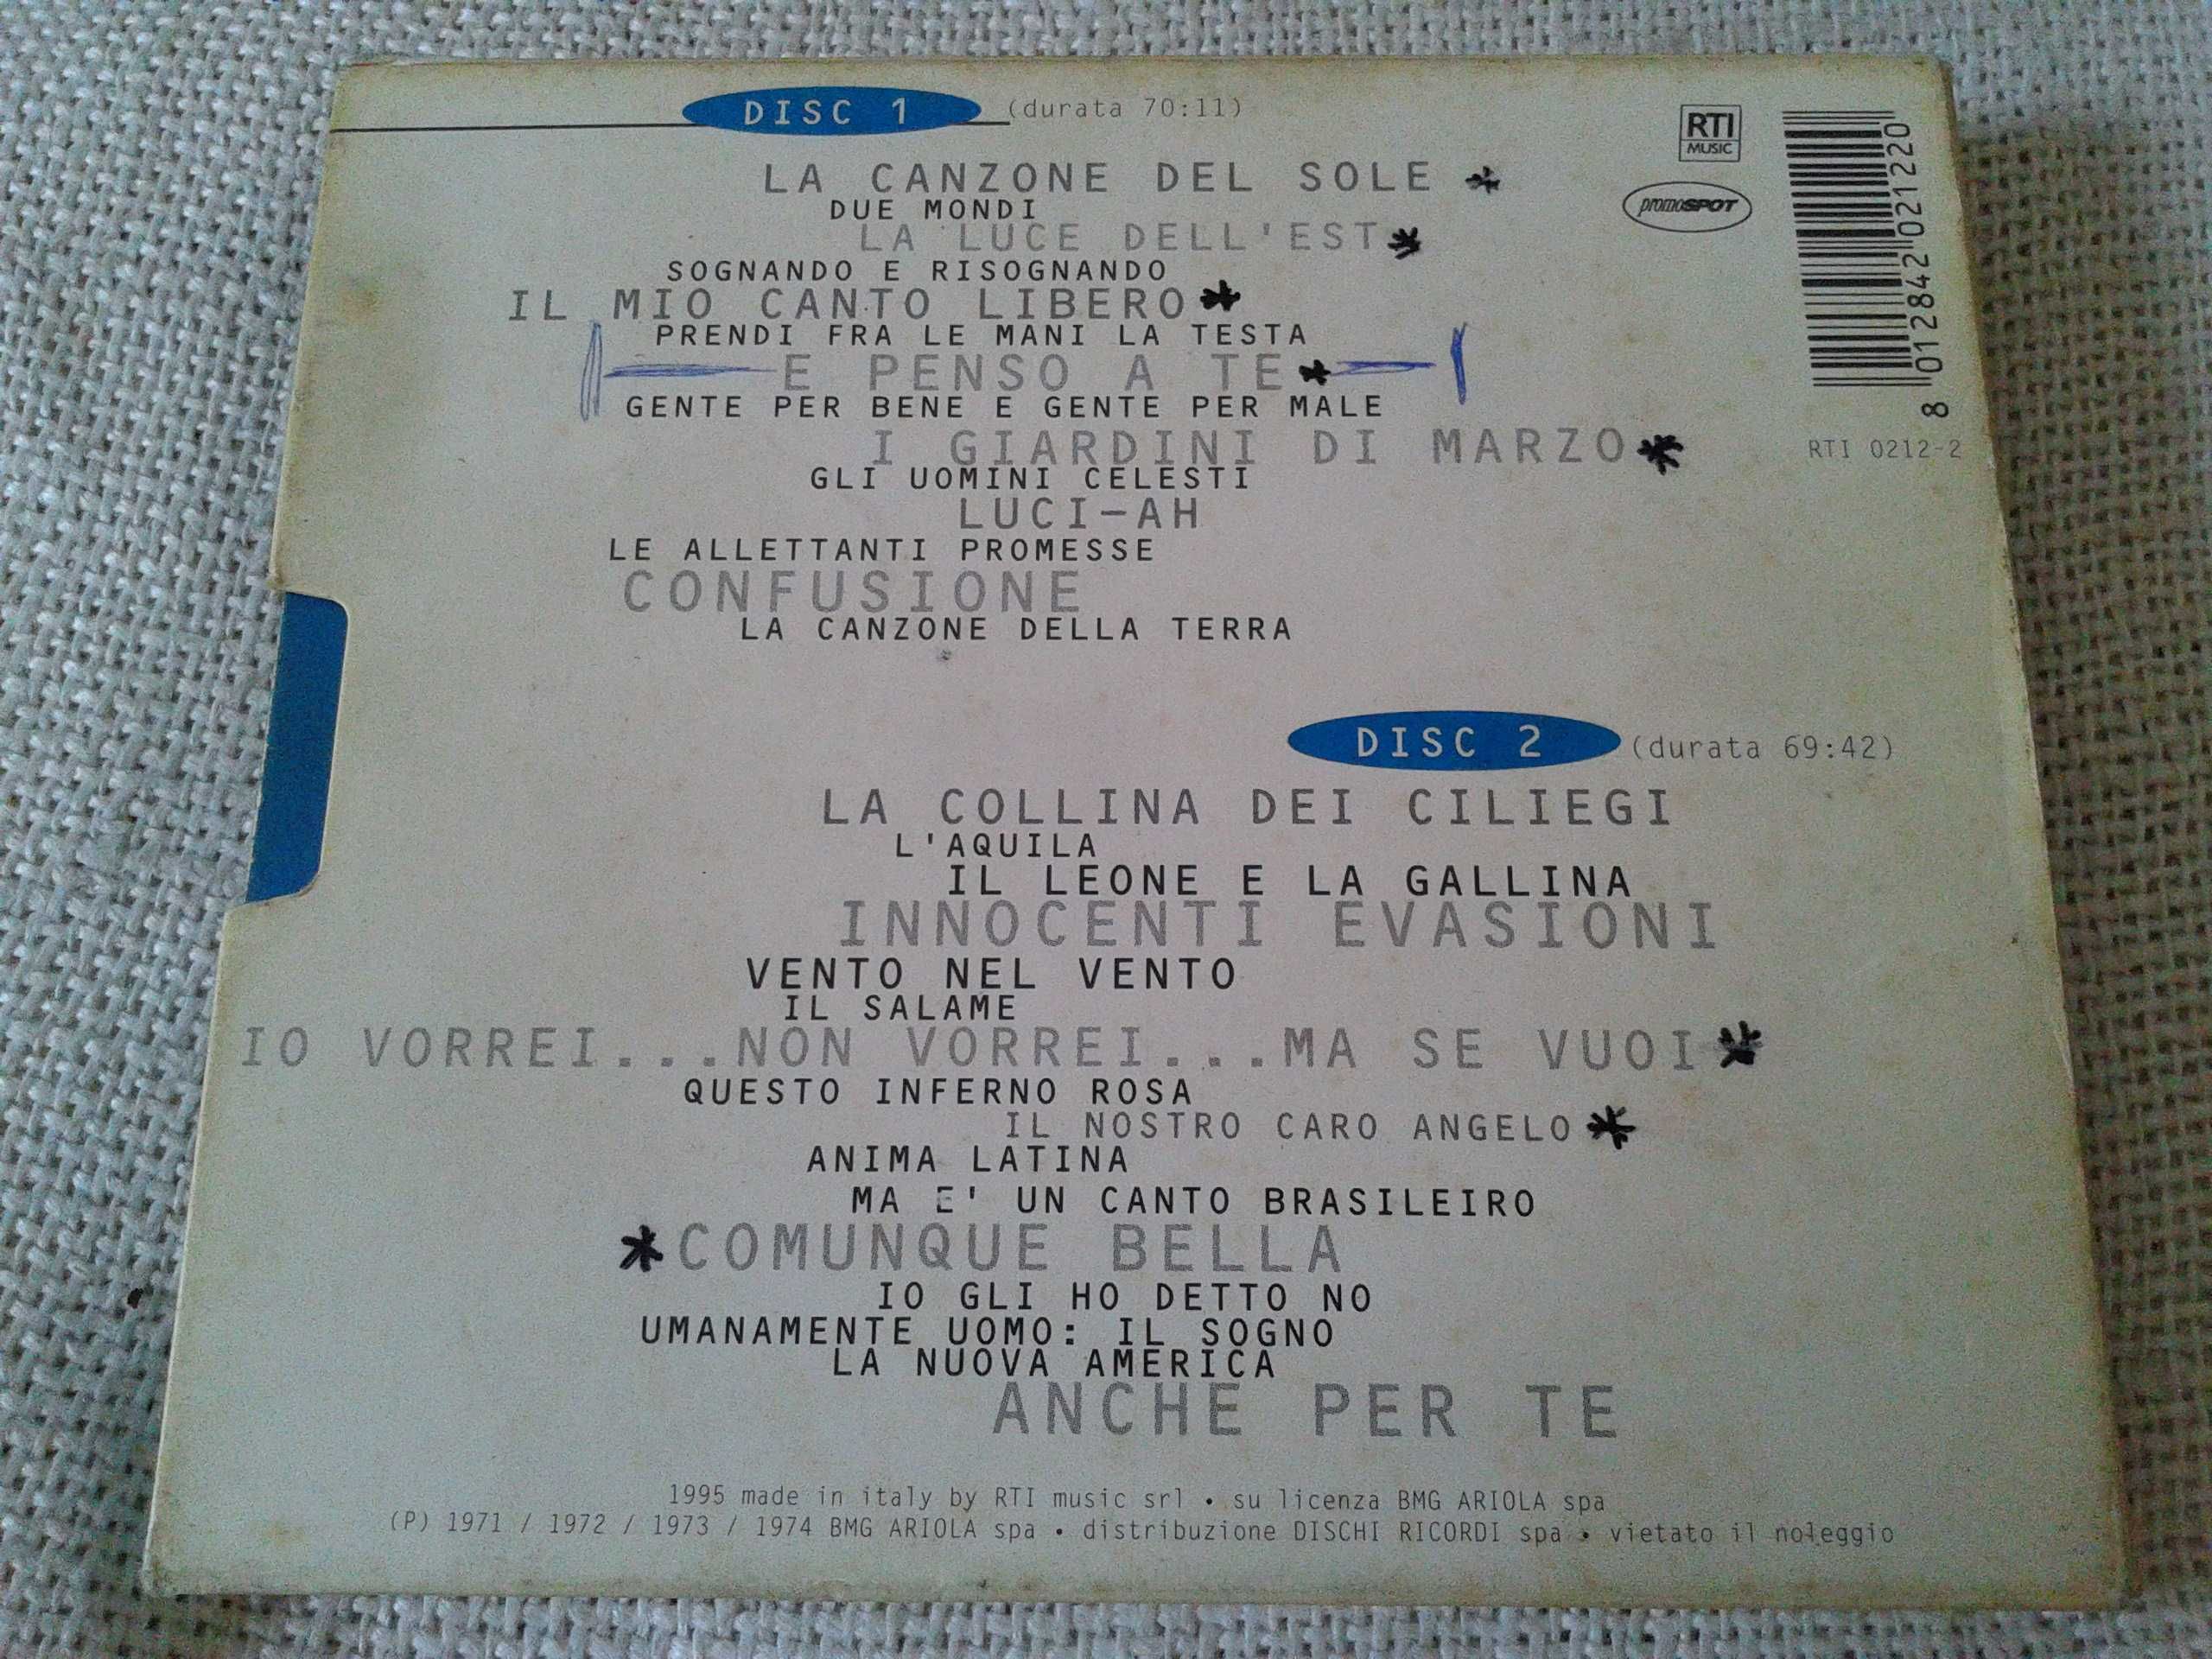 DISC 1 (durata 70:11)
LA CANZONE DEL SOLE *
DUE MONDI
LA LUCE DELL'EST *
SOGNANDO E RISOGNANDO
IL MIO CANTO LIBERO *
PRENDI FRA LE MANI LA TESTA
E PENSO A TE *
GENTE PER BENE E GENTE PER MALE
I GIARDINI DI MARZO *
GLI UOMINI CELESTI
LUCI-AH
LE ALLETTANTI PROMESSE
CONFUSIONE
LA CANZONE DELLA TERRA
RTI
MUSIC
promoSPOT
8 012842 021220
RTI 0212-2
DISC 2 (durata 69:42)
LA COLLINA DEI CILIEGI
L'AQUILA
IL LEONE E LA GALLINA
INNOCENTI EVASIONI
VENTO NEL VENTO
IL SALAME
IO VORREI...NON VORREI...MA SE VUOI *
QUESTO INFERNO ROSA
IL NOSTRO CARO ANGELO *
ANIMA LATINA
MA E' UN CANTO BRASILEIRO
* COMUNQUE BELLA
IO GLI HO DETTO NO
UMANAMENTE UOMO: IL SOGNO
LA NUOVA AMERICA
ANCHE PER TE
1995 made in italy by RTI music srl • su licenza BMG ARIOLA spa
(P) 1971 / 1972 / 1973 / 1974 BMG ARIOLA spa • distribuzione DISCHI RICORDI spa • vietato il noleggio